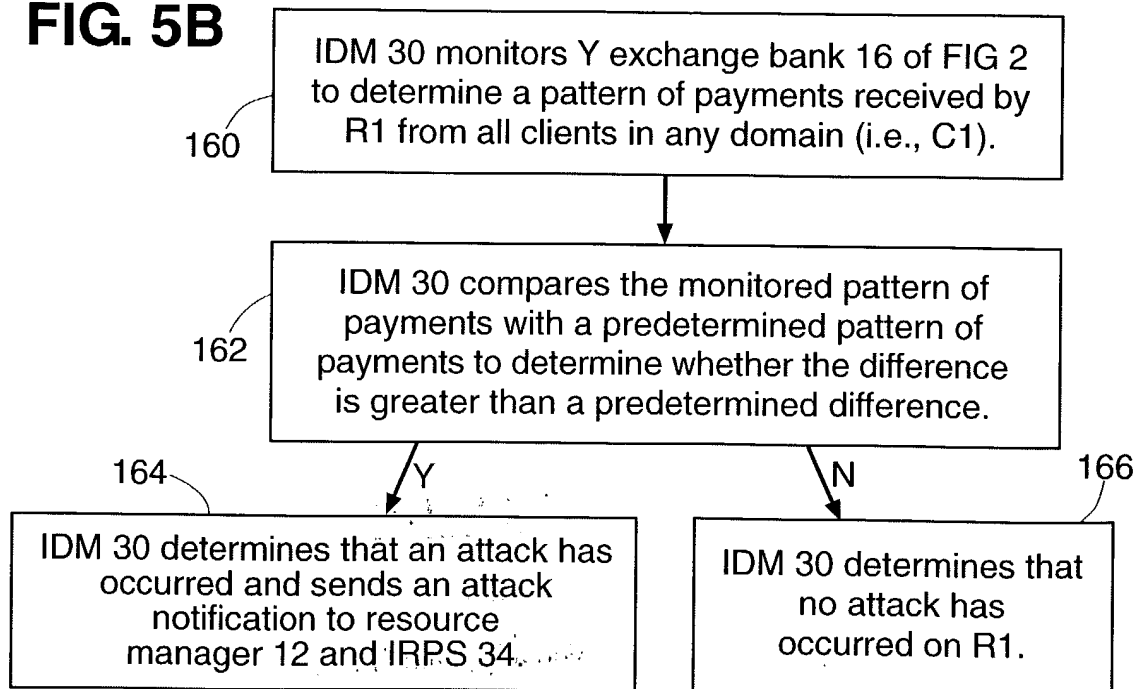 FIG. 5B
IDM 30 monitors Y exchange bank 16 of FIG 2
to determine a pattern of payments received by
R1 from all clients in any domain (i.e., C1).
160
IDM 30 compares the monitored pattern of
payments with a predetermined pattern of
payments to determine whether the difference
is greater than a predetermined difference.
162
164
Y
N
166
IDM 30 determines that an attack has
occurred and sends an attack
notification to resource
manager 12 and IRPS 34.
IDM 30 determines that
no attack has
occurred on R1.